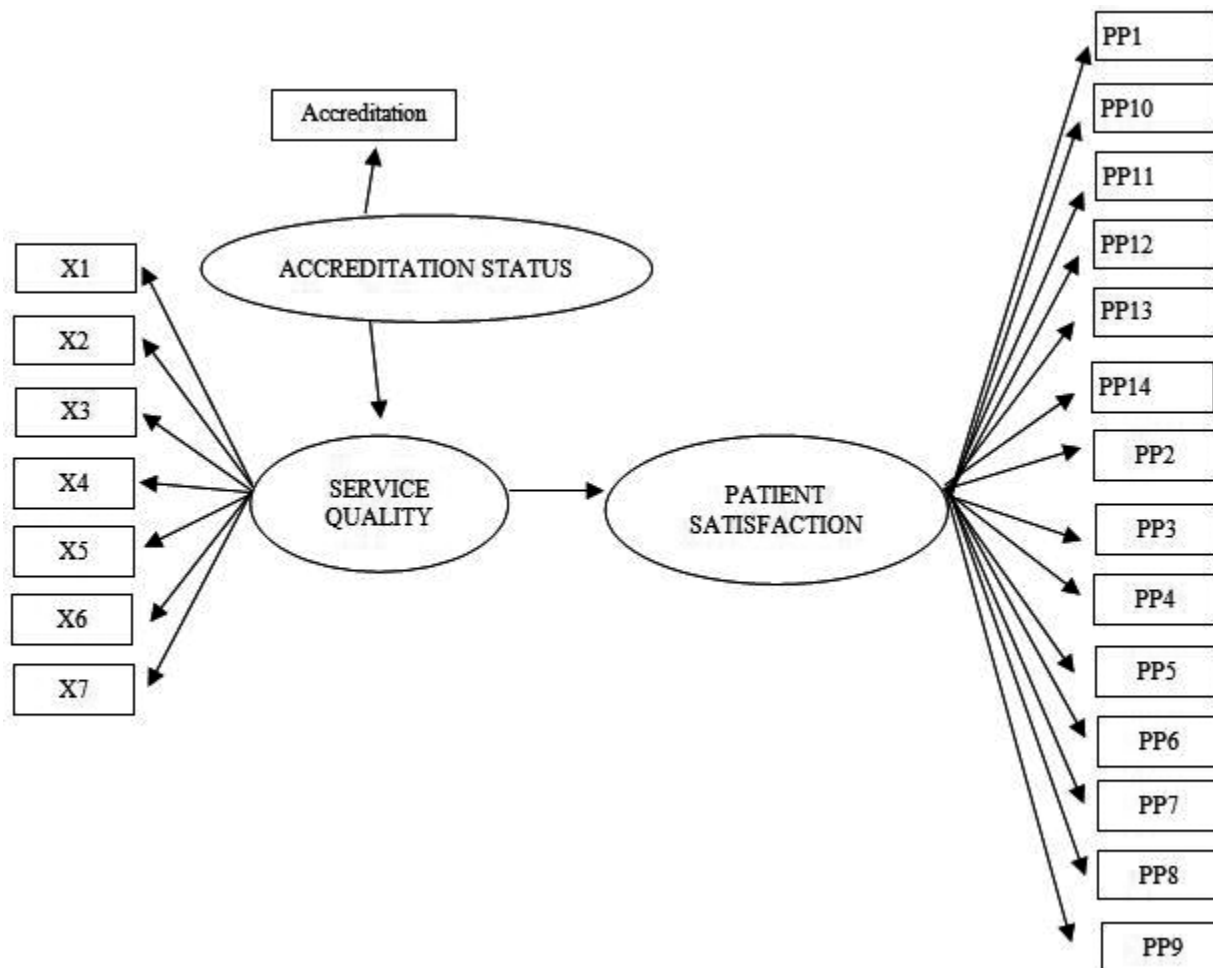 PP1
Accreditation
PP10
PP11
ACCREDITATION STATUS
X1
PP12
X2
PP13
X3
PP14
PP2
X4
SERVICE
QUALITY
PATIENT
SATISFACTION
X5
PP3
X6
PP4
X7
PP5
PP6
PP7
PP8
PP9